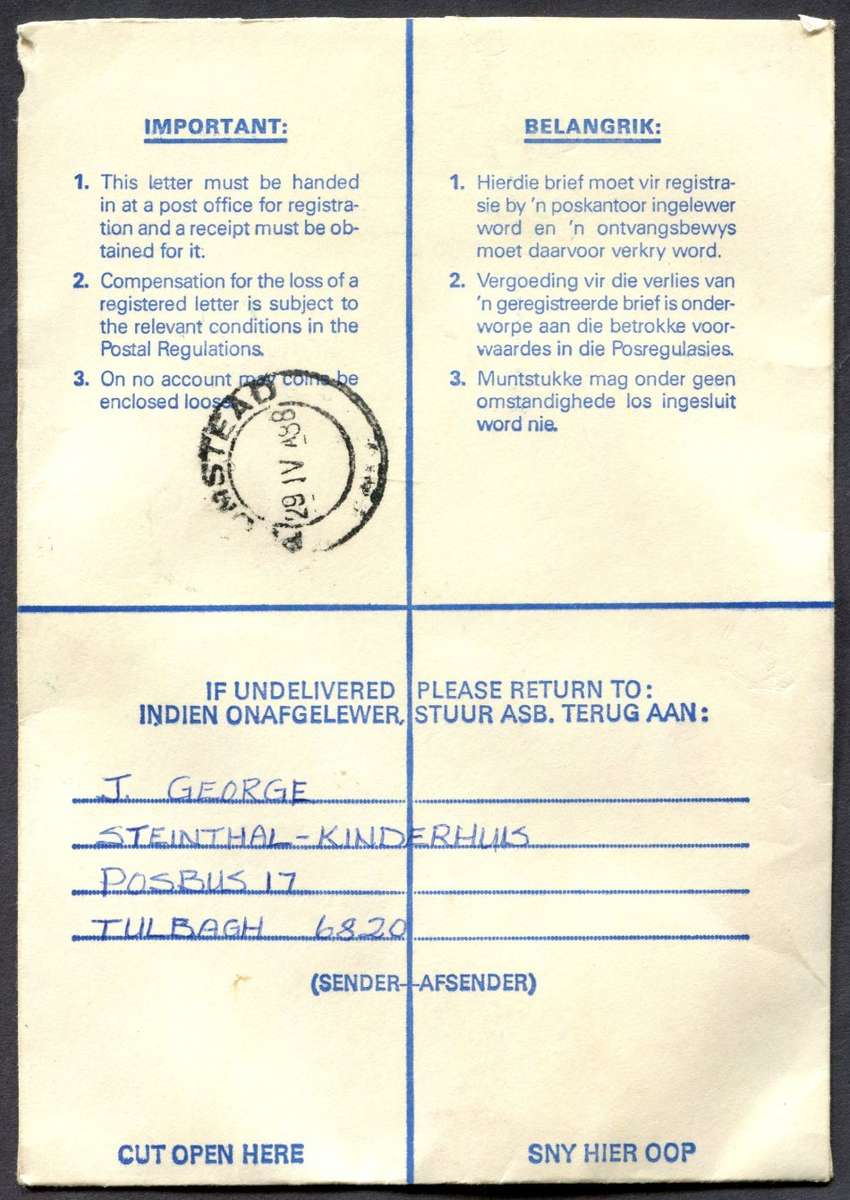 IMPORTANT:
1. This letter must be handed
in at a post office for registra-
tion and a receipt must be ob-
tained for it.
2. Compensation for the loss of a
registered letter is subject to
the relevant conditions in the
Postal Regulations.
3. On no account may coins be
enclosed loose.
BELANGRIK:
1. Hierdie brief moet vir registra-
sie by 'n poskantoor ingelewer
word en 'n ontvangsbewys
moet daarvoor verkry word.
2. Vergoeding vir die verlies van
'n geregistreerde brief is onder-
worpe aan die betrokke voor-
waardes in die Posregulasies.
3. Muntstukke mag onder geen
omstandighede los ingesluit
word nie.
IF UNDELIVERED PLEASE RETURN TO:
INDIEN ONAFGELEWER, STUUR ASB. TERUG AAN:
J. GEORGE
STEINTHAL-KINDERHUIS
POSBUS 17
TULBAGH 6820
(SENDER—AFSENDER)
CUT OPEN HERE
SNY HIER OOP